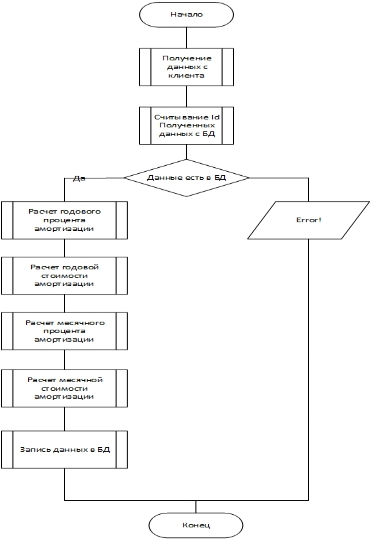 Начало
Получение
данных с
клиента
Считывание Id
Полученных
данных с БД
Да
Данные есть в БД
Расчет годового
процента
амортизации
Error!
Расчет годовой
стоимости
амортизации
Расчет месячного
процента
амортизации
Расчет месячной
стоимости
амортизации
Запись данных в БД
Конец